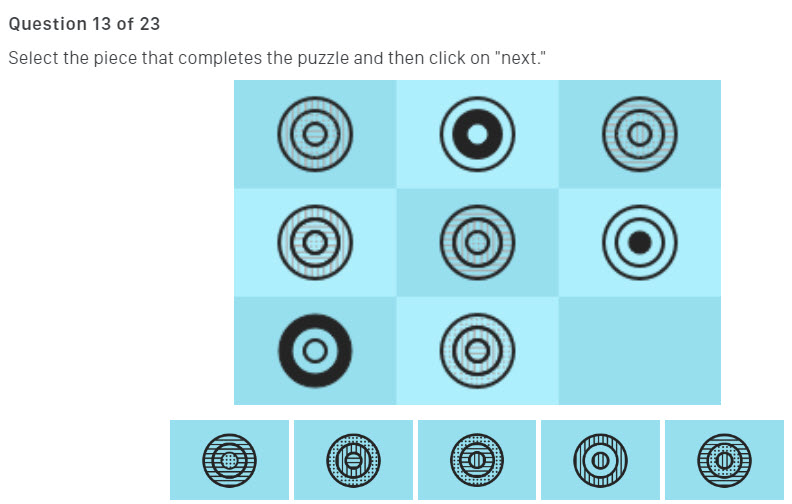 Question 13 of 23
Select the piece that completes the puzzle and then click on "next."